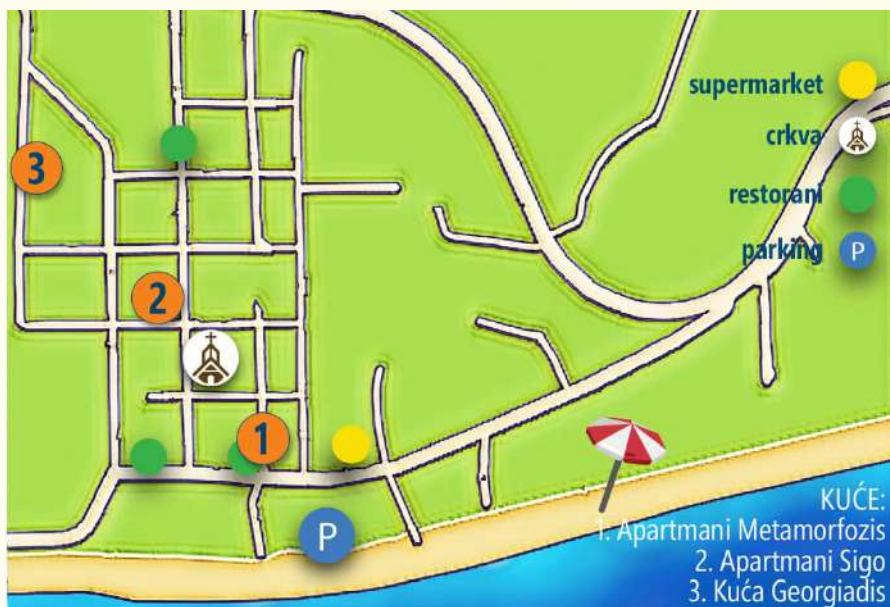 supermarket
crkva
restorani
parking P
3
2
1
P
KUĆE:
1. Apartmani Metamorfozis
2. Apartmani Sigo
3. Kuća Georgiadis